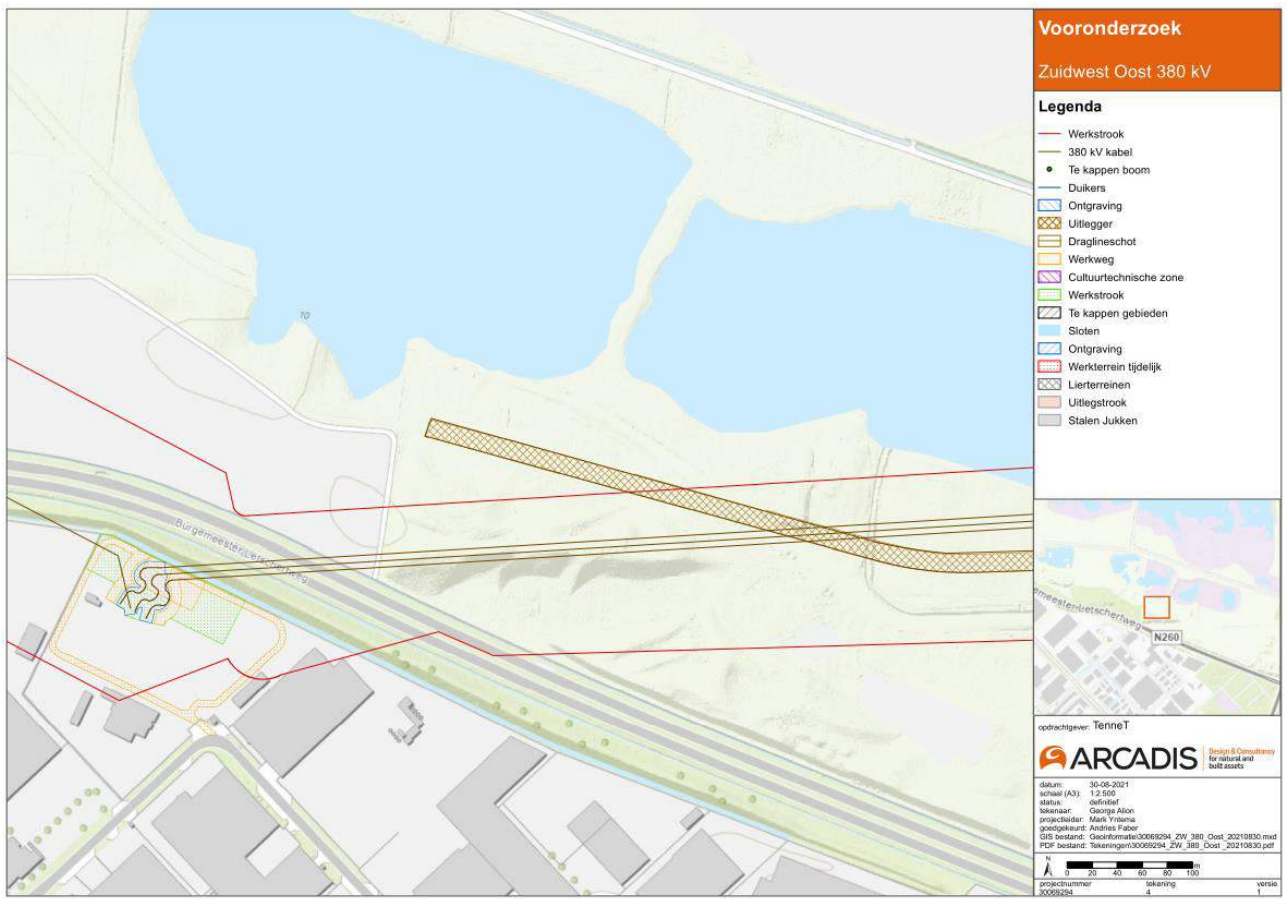 Vooronderzoek
Zuidwest Oost 380 kV
Legenda
Werkstrook
380 kV kabel
Te kappen boom
Duikers
Ontgraving
Uitlegger
Draglineschot
Werkweg
Cultuurtechnische zone
Werkstrook
Te kappen gebieden
Sloten
Ontgraving
Werkterrein tijdelijk
Lierterreinen
Uitlegstrook
Stalen Jukken
10
Burgemeester Letschertweg
emeester-Letschertweg
N260
opdrachtgever: TenneT
ARCADIS
Design & Consultancy
for natural and
built assets
datum: 30-08-2021
schaal (A3): 1:2.500
status: definitief
tekenaar: George Alion
projectleider: Mark Yntema
goedgekeurd: Andries Faber
GIS bestand: Geoinformatie\30069294_ZW_380_Oost_20210830.mxd
PDF bestand: Tekeningen\30069294_ZW_380_Oost_20210830.pdf
N
m
0 20 40 60 80 100
projectnummer tekening versie
30069294 4 1